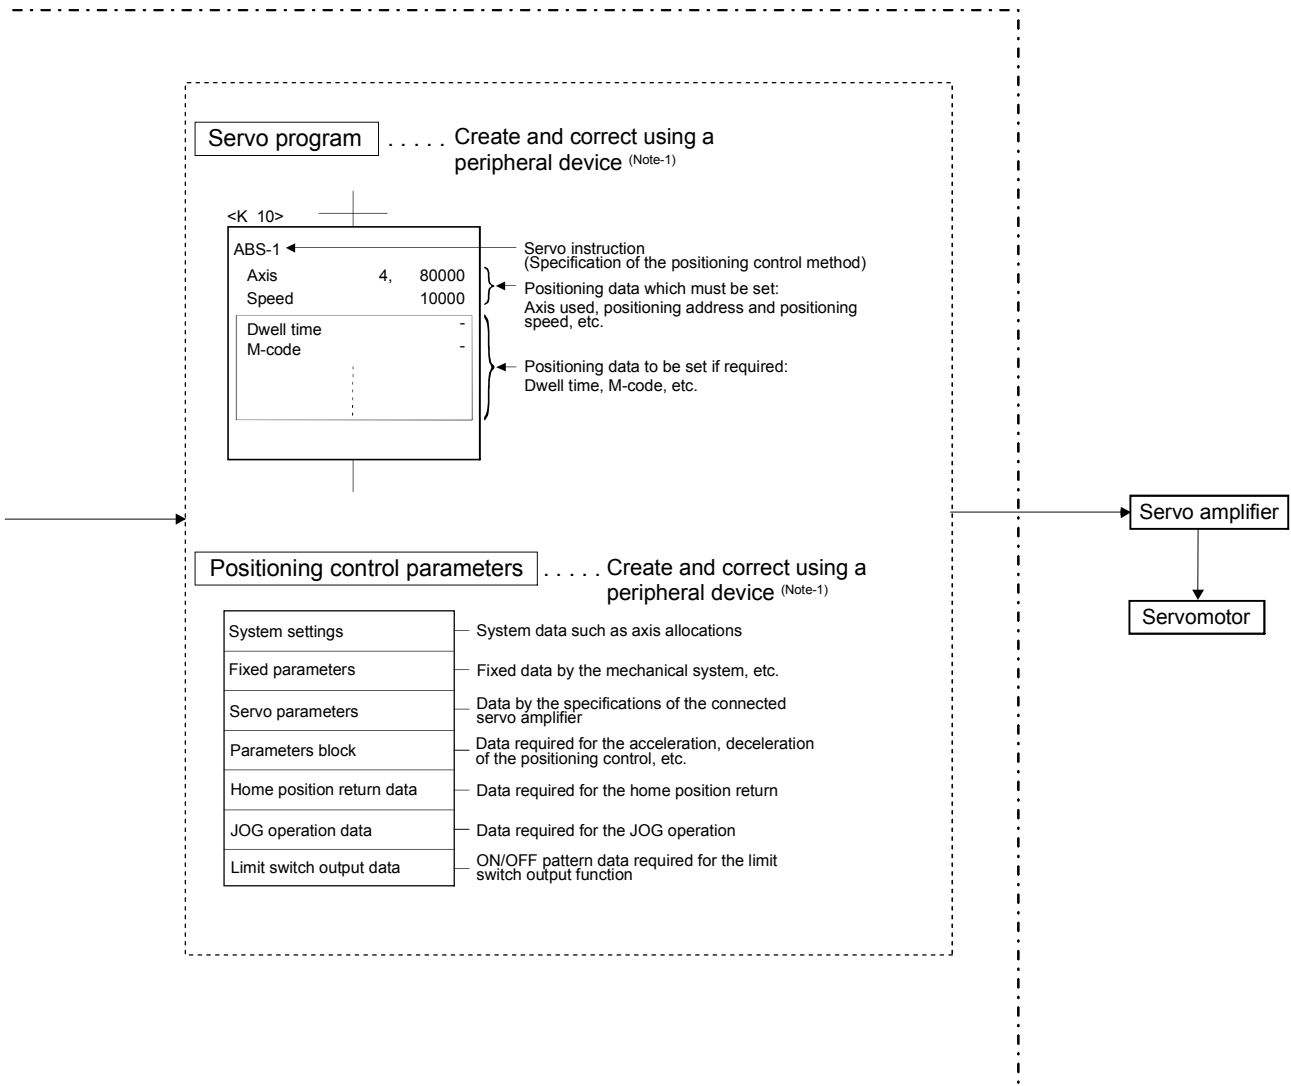 Servo program . . . . . Create and correct using a
peripheral device (Note-1)
<K 10>
ABS-1
Servo instruction
(Specification of the positioning control method)
Axis 4, 80000
Speed 10000
Positioning data which must be set:
Axis used, positioning address and positioning
speed, etc.
Dwell time -
M-code -
Positioning data to be set if required:
Dwell time, M-code, etc.
Servo amplifier
Servomotor
Positioning control parameters . . . . . Create and correct using a
peripheral device (Note-1)
System settings
System data such as axis allocations
Fixed parameters
Fixed data by the mechanical system, etc.
Servo parameters
Data by the specifications of the connected
servo amplifier
Parameters block
Data required for the acceleration, deceleration
of the positioning control, etc.
Home position return data
Data required for the home position return
JOG operation data
Data required for the JOG operation
Limit switch output data
ON/OFF pattern data required for the limit
switch output function